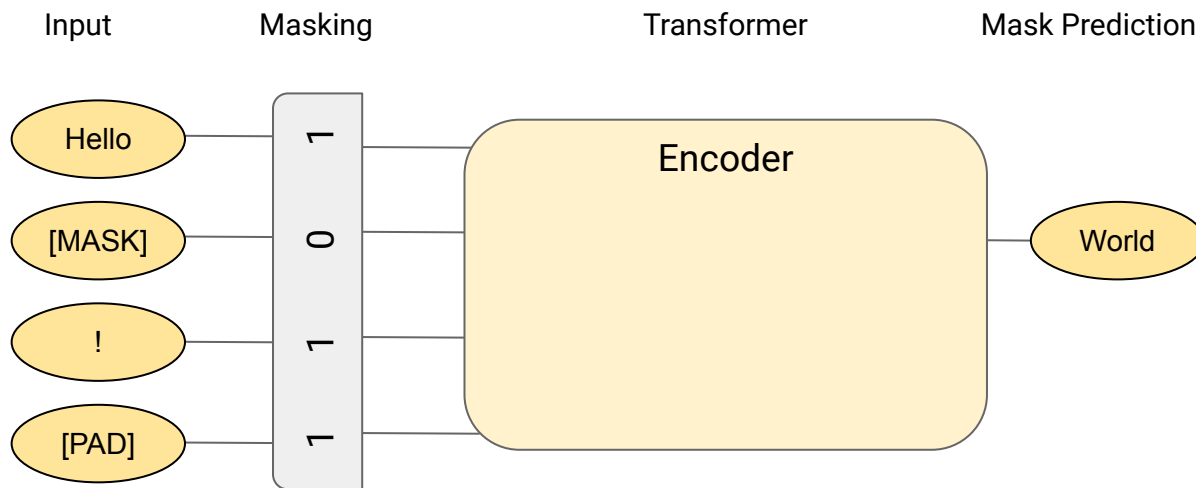 Input
Masking
Transformer
Mask Prediction
Hello
1
Encoder
[MASK]
0
World
!
1
[PAD]
1